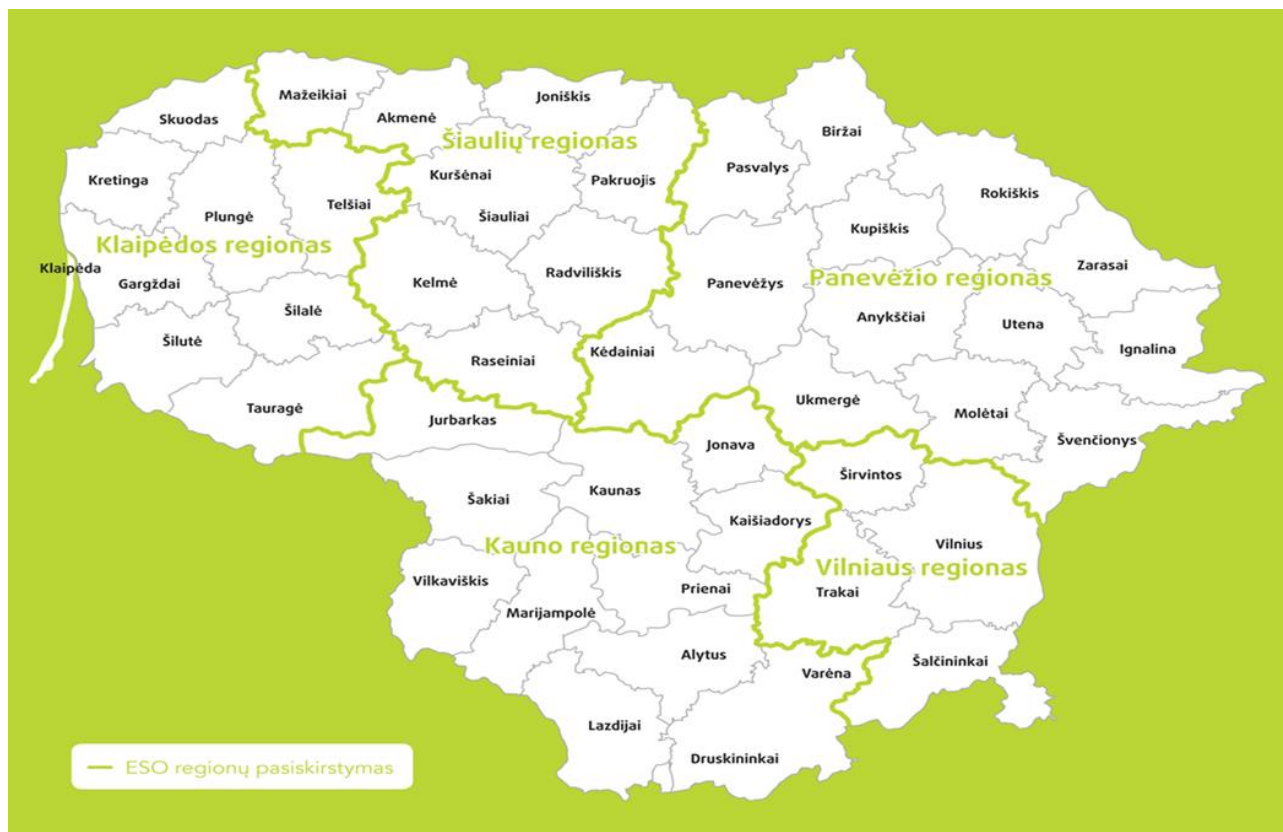 Mažeikiai
Joniškis
Akmenė
Skuodas
Biržai
Šiaulių regionas
Pasvalys
Kretinga
Kuršėnai
Pakruojis
Rokiškis
Telšiai
Plungė
Šiauliai
Kupiškis
Klaipėdos regionas
Klaipėda
Gargždai
Kelmė
Radviliškis
Panevėžys
Panevėžio regionas
Zarasai
Šilalė
Anykščiai
Utena
Šilutė
Ignalina
Raseiniai
Kėdainiai
Tauragė
Jurbarkas
Ukmergė
Molėtai
Švenčionys
Jonava
Širvintos
Šakiai
Kaunas
Kaišiadorys
Kauno regionas
Vilnius
Vilniaus regionas
Vilkaviškis
Prienai
Trakai
Marijampolė
Alytus
Varėna
Šalčininkai
Lazdijai
Druskininkai
ESO regionų pasiskirstymas